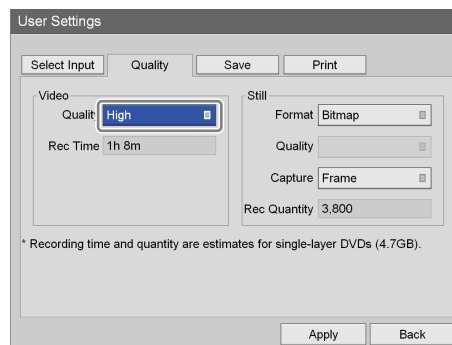 User Settings
Select Input Quality Save Print
Video Still
Quality High Format Bitmap
Rec Time 1h 8m Quality
Capture Frame
Rec Quantity 3,800
* Recording time and quantity are estimates for single-layer DVDs (4.7GB).
Apply Back